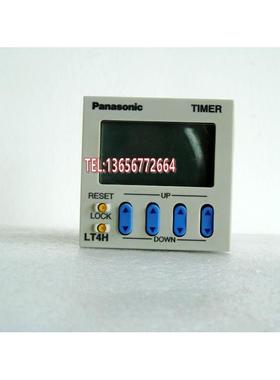 Panasonic TIMER
TEL:13656772664
RESET
UP
LOCK
LT4H
DOWN